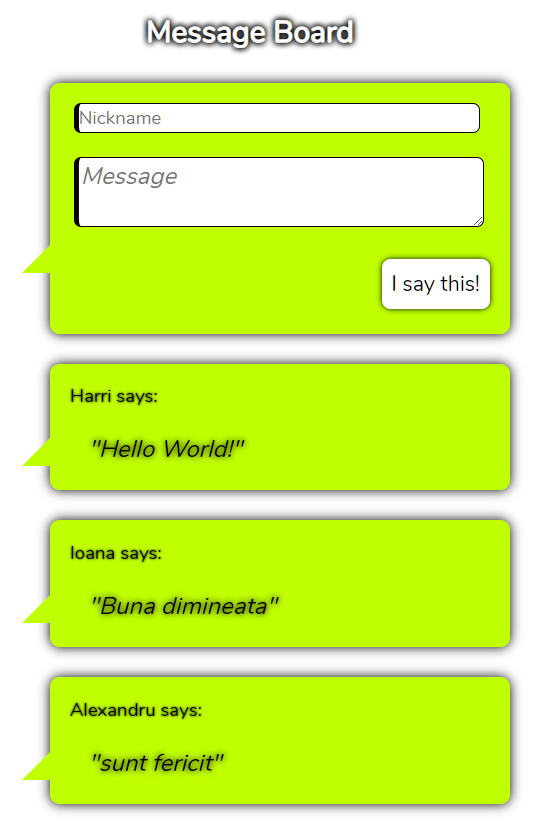 Message Board
Nickname
Message
I say this!
Harri says:
"Hello World!"
Ioana says:
"Buna dimineata"
Alexandru says:
"sunt fericit"